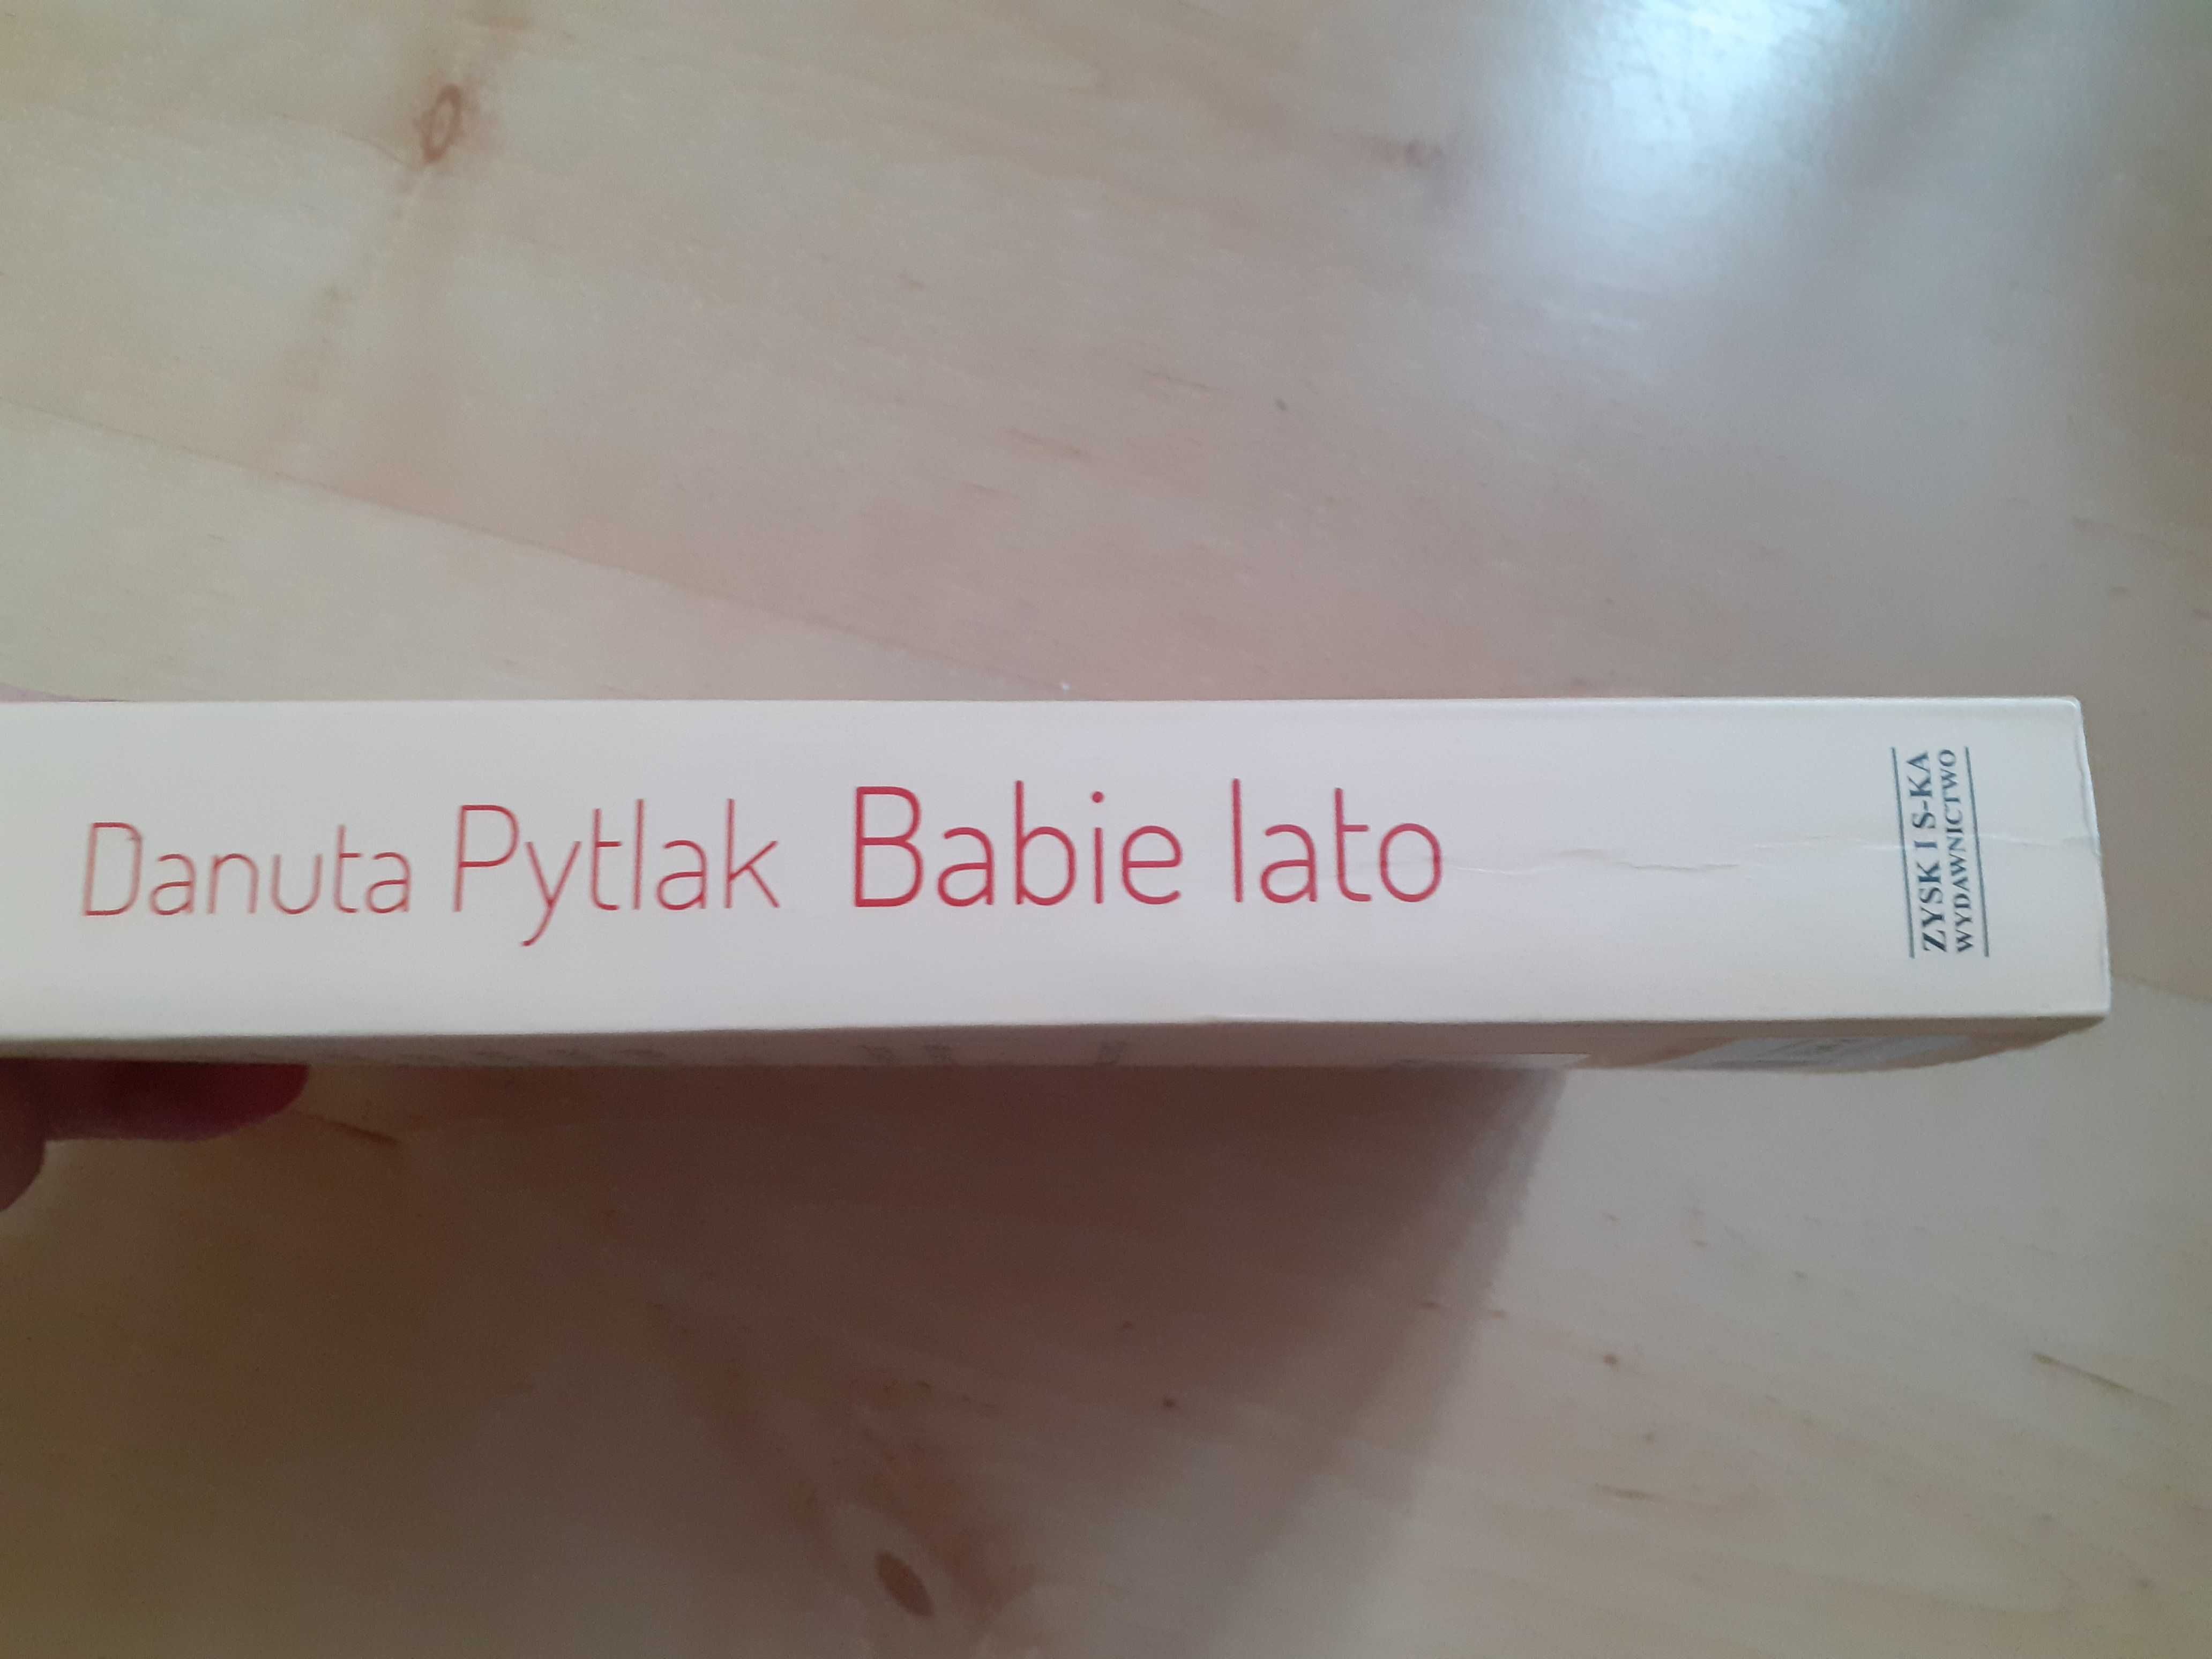 Danuta Pytlak Babie lato
ZYSK I S-KA
WYDAWNICTWO